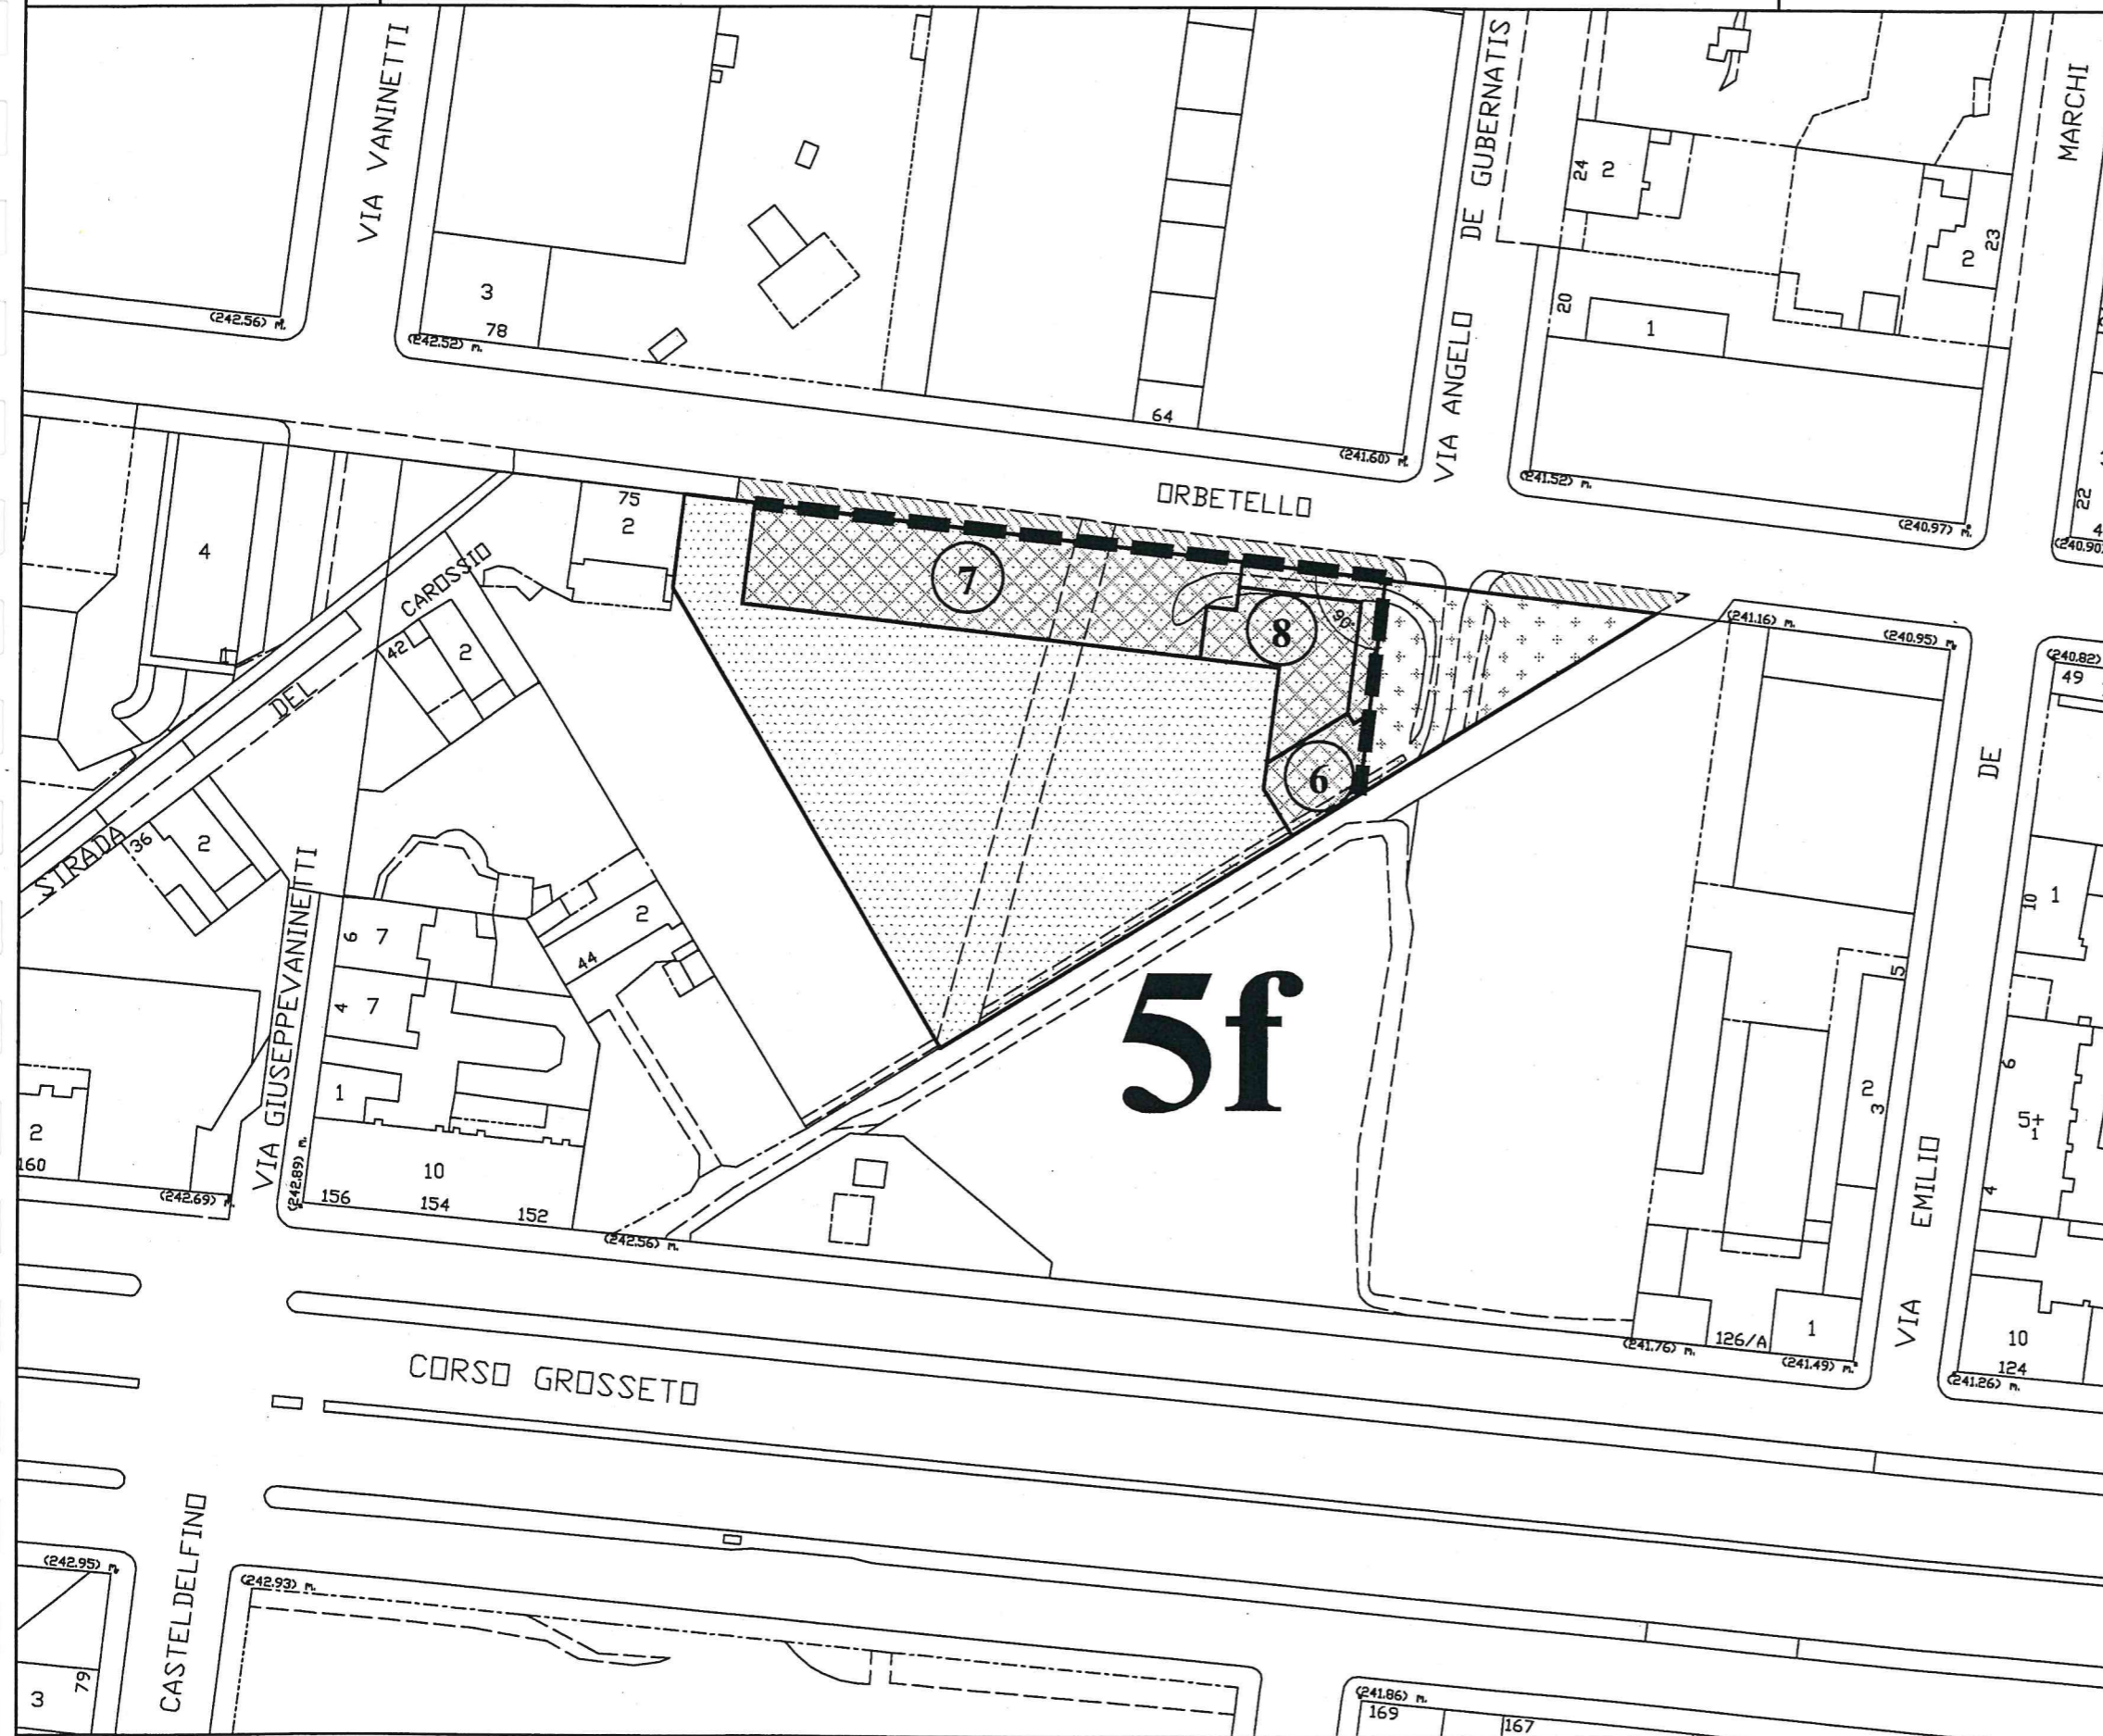 VIA VANINETTI
DE GUBERNATIS
MARCHI
24
2
23
2
3
78
20
1
(242.56) m.
(242.52) m.
64
VIA ANGELO
(241.60) m.
(241.52) m.
22
(240.97) m.
(240.90)
ORBETELLO
75
2
4
7
8
90°
6
CAROSSIO
42
2
DEL
STRADA
36
2
(241.16) m.
(240.95) m.
(240.82)
49
DE
VIA GIUSEPPE VANINETTI
6 7
4 7
1
2
44
10
1
5
5f
2
3
6
5+
1
4
2
160
(242.69) m.
(242.89) m.
10
156
154
152
(242.56) m.
VIA EMILIO
(241.76) m.
126/A
1
(241.49) m.
10
124
(241.26) m.
CORSO GROSSETO
CASTELDELFINO
(242.95) m.
(242.93) m.
3
79
(241.86) m.
169
167